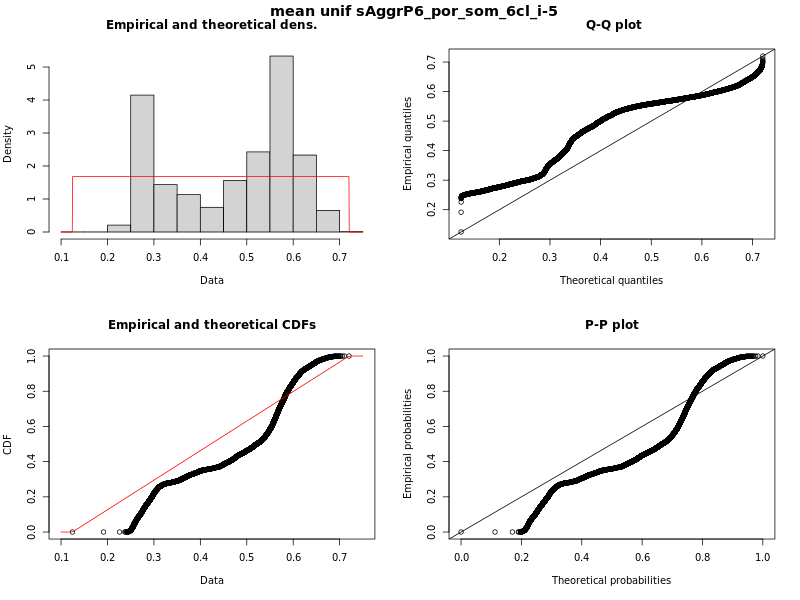 mean unif sAggrP6_por_som_6cl_i-5
Empirical and theoretical dens.
Density
0 1 2 3 4 5
0.1 0.2 0.3 0.4 0.5 0.6 0.7
Data
Q-Q plot
Empirical quantiles
0.2 0.3 0.4 0.5 0.6 0.7
0.2 0.3 0.4 0.5 0.6 0.7
Theoretical quantiles
Empirical and theoretical CDFs
CDF
0.0 0.2 0.4 0.6 0.8 1.0
0.1 0.2 0.3 0.4 0.5 0.6 0.7
Data
P-P plot
Empirical probabilities
0.0 0.2 0.4 0.6 0.8 1.0
0.0 0.2 0.4 0.6 0.8 1.0
Theoretical probabilities